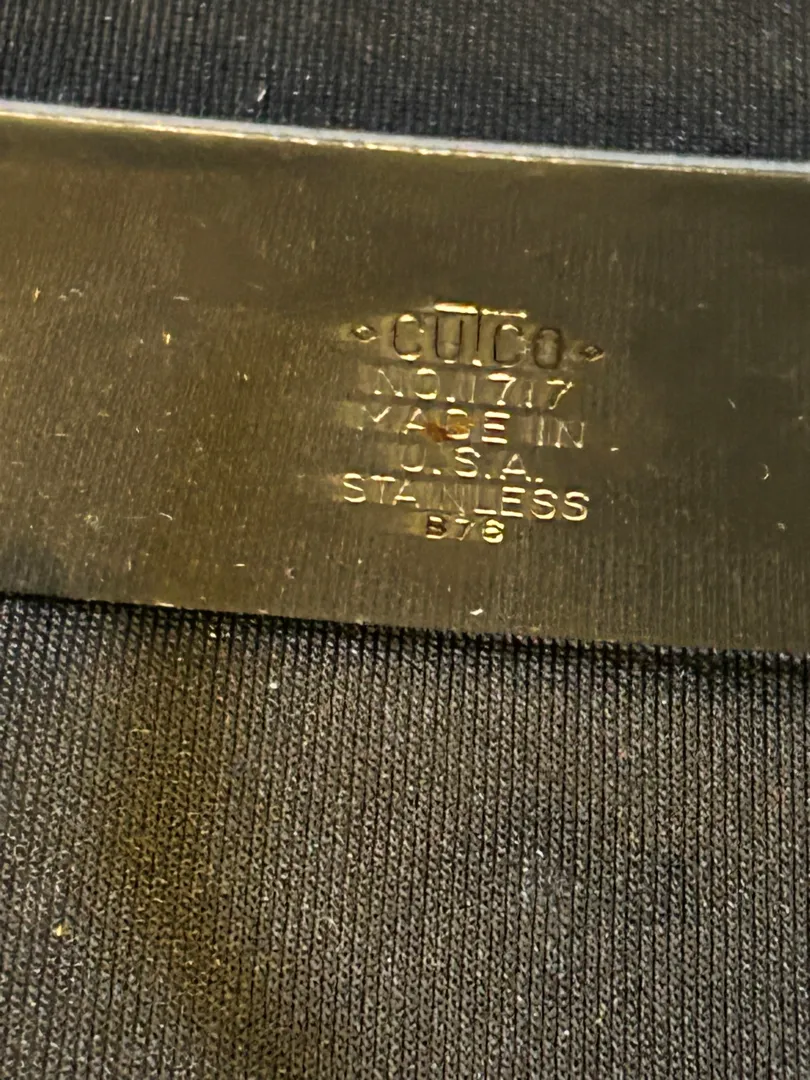 CUTCO
NO.1717
MADE IN
U.S.A.
STAINLESS
B76